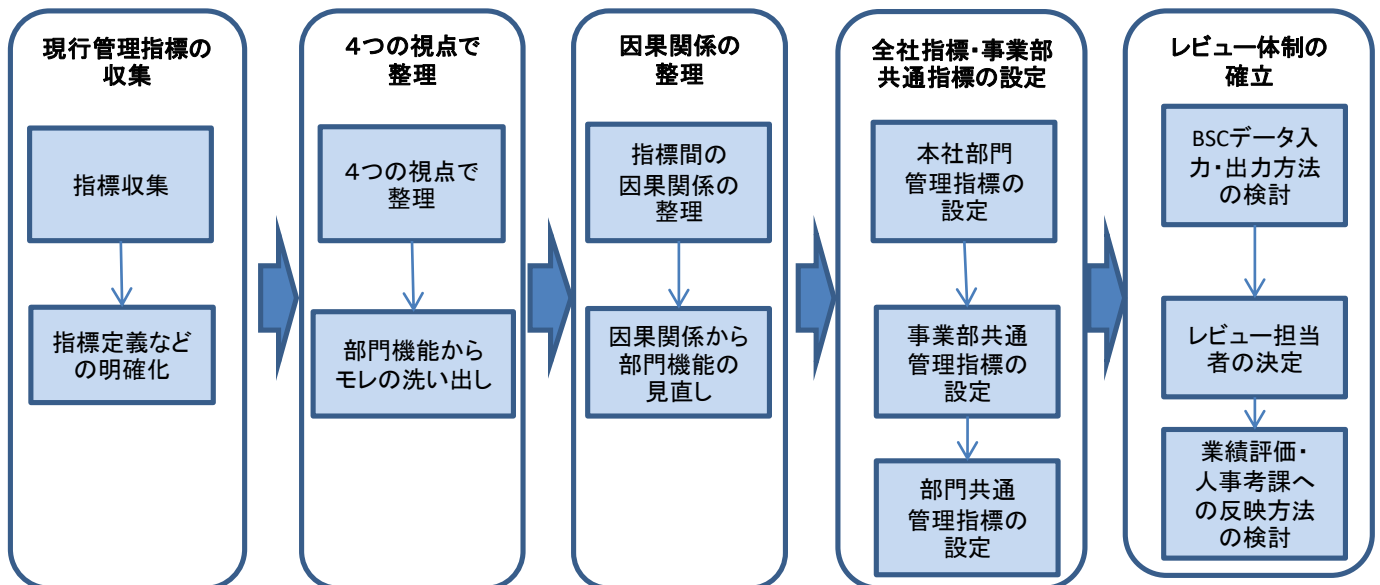 現行管理指標の
収集
指標収集
指標定義など
の明確化
4つの視点で
整理
4つの視点で
整理
部門機能から
モレの洗い出し
因果関係の
整理
指標間の
因果関係の
整理
因果関係から
部門機能の
見直し
全社指標・事業部
共通指標の設定
本社部門
管理指標の
設定
事業部共通
管理指標の
設定
部門共通
管理指標の
設定
レビュー体制の
確立
BSCデータ入
力・出力方法
の検討
レビュー担当
者の決定
業績評価・
人事考課へ
の反映方法
の検討